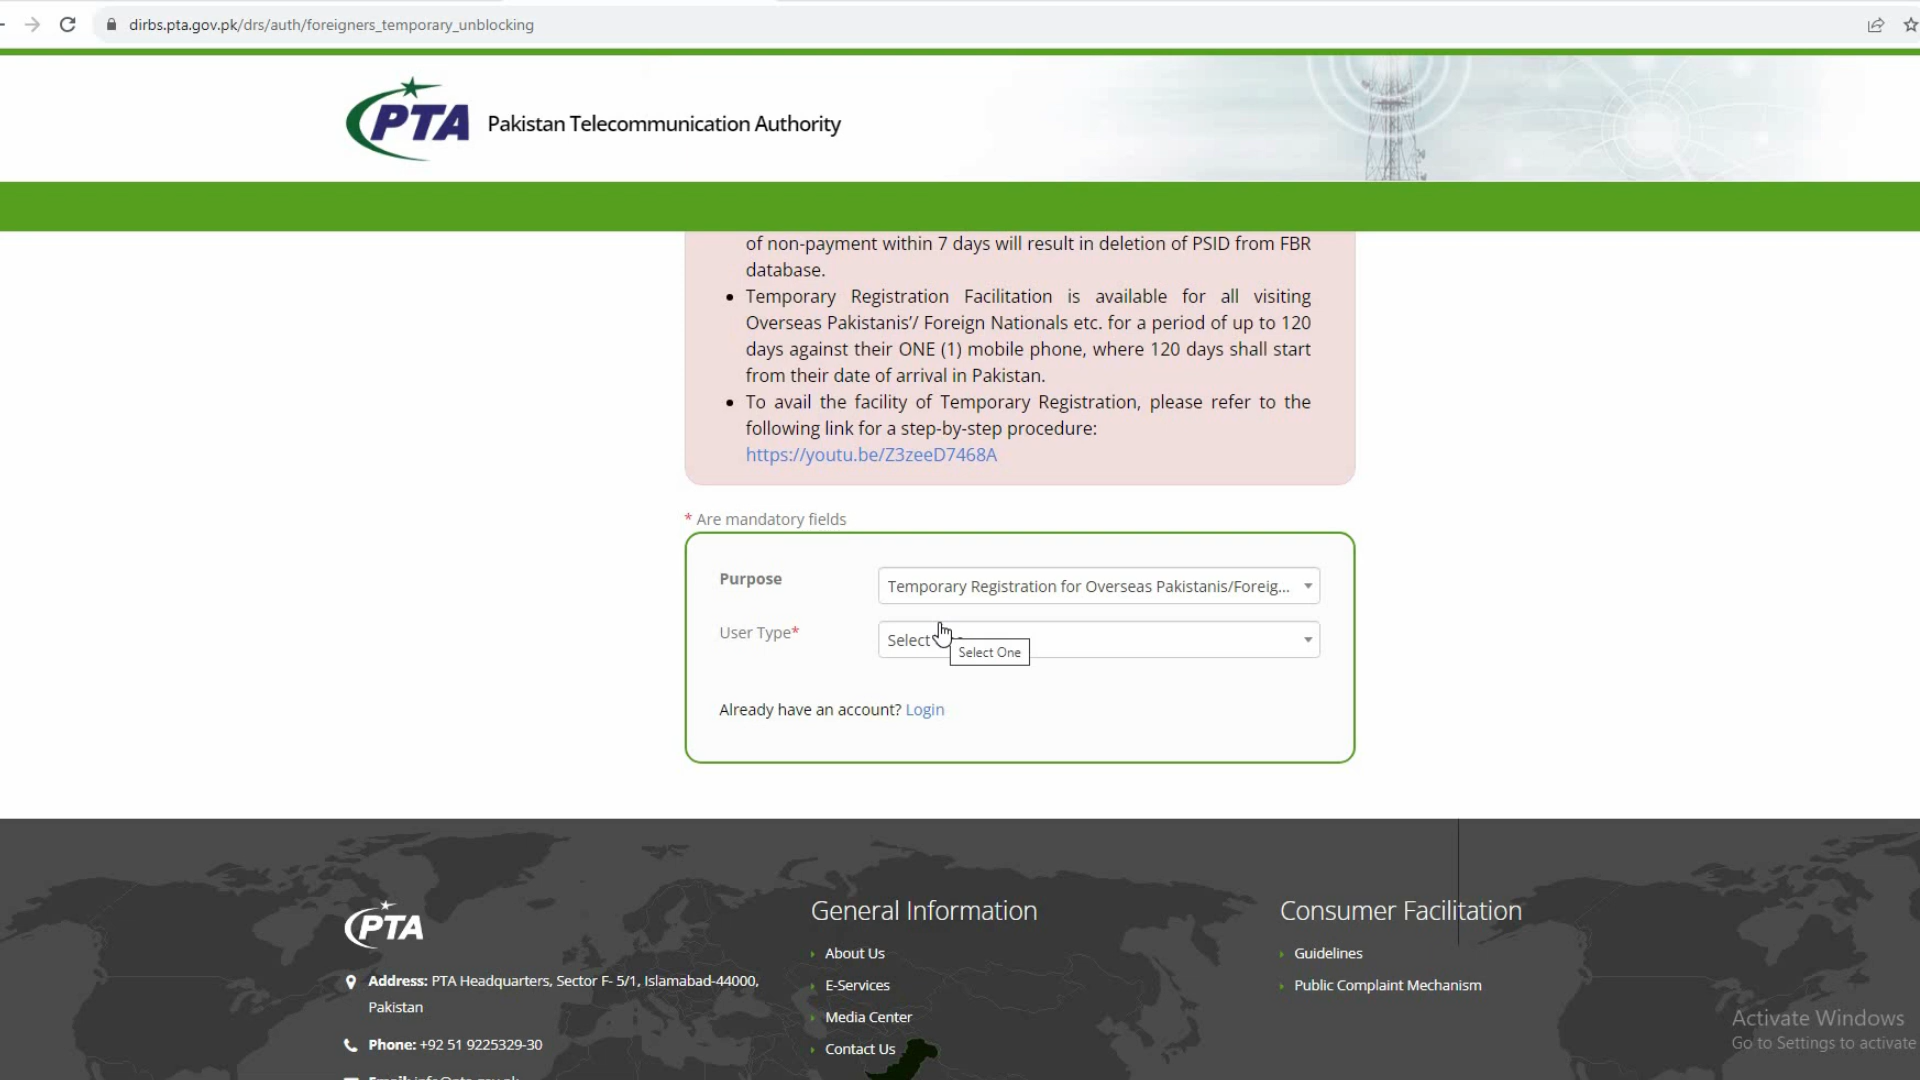 dirbs.pta.gov.pk/drs/auth/foreigners_temporary_unblocking
PTA
Pakistan Telecommunication Authority
of non-payment within 7 days will result in deletion of PSID from FBR
database.
Temporary Registration Facilitation is available for all visiting
Overseas Pakistanis'/ Foreign Nationals etc. for a period of up to 120
days against their ONE (1) mobile phone, where 120 days shall start
from their date of arrival in Pakistan.
To avail the facility of Temporary Registration, please refer to the
following link for a step-by-step procedure:
https://youtu.be/Z3zeeD7468A
* Are mandatory fields
Purpose
Temporary Registration for Overseas Pakistanis/Foreig...
User Type*
Select
Select One
Already have an account? Login
PTA
Address: PTA Headquarters, Sector F- 5/1, Islamabad-44000,
Pakistan
Phone: +92 51 9225329-30
General Information
About Us
E-Services
Media Center
Contact Us
Consumer Facilitation
Guidelines
Public Complaint Mechanism
Activate Windows
Go to Settings to activate